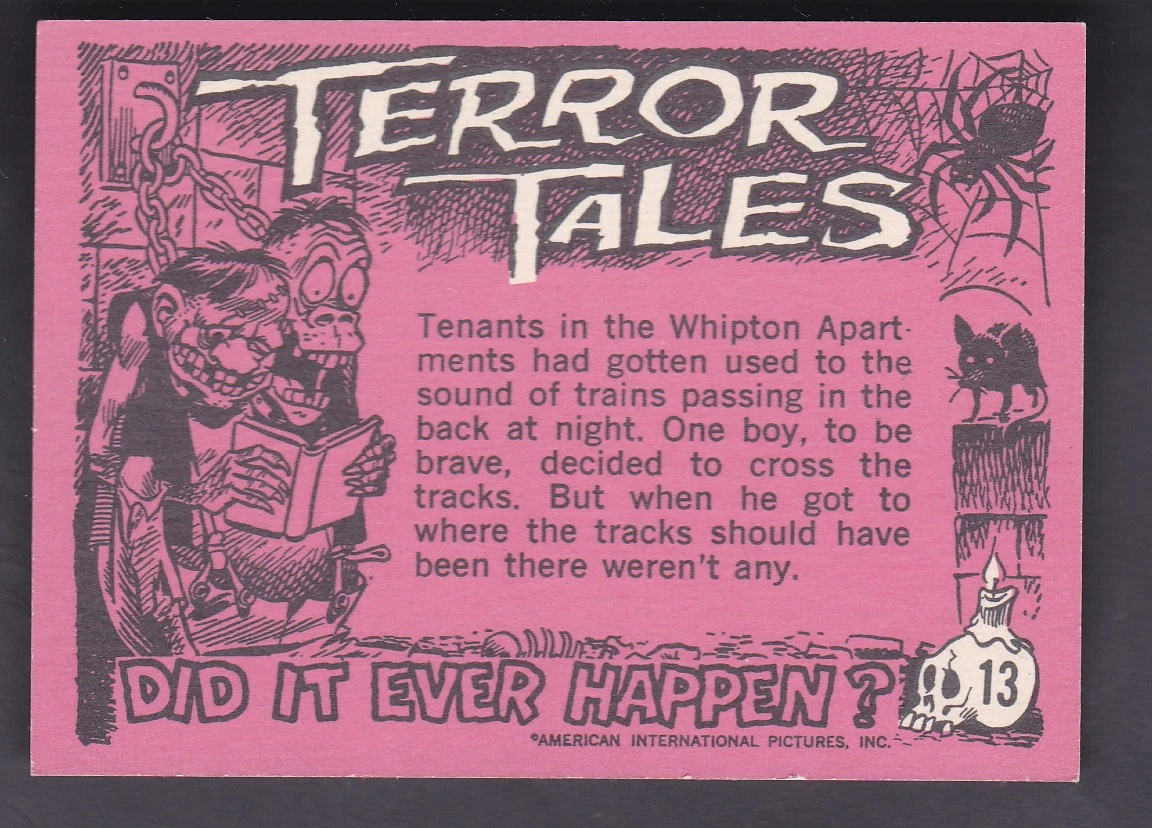 TERROR
TALES
Tenants in the Whipton Apart-
ments had gotten used to the
sound of trains passing in the
back at night. One boy, to be
brave, decided to cross the
tracks. But when he got to
where the tracks should have
been there weren't any.
DID IT EVER HAPPEN?
13
©AMERICAN INTERNATIONAL PICTURES, INC.